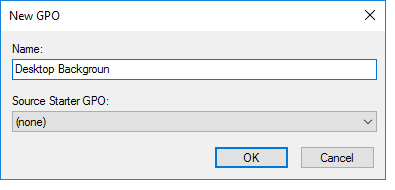 New GPO
Name:
Desktop Backgroun
Source Starter GPO:
(none)
OK Cancel